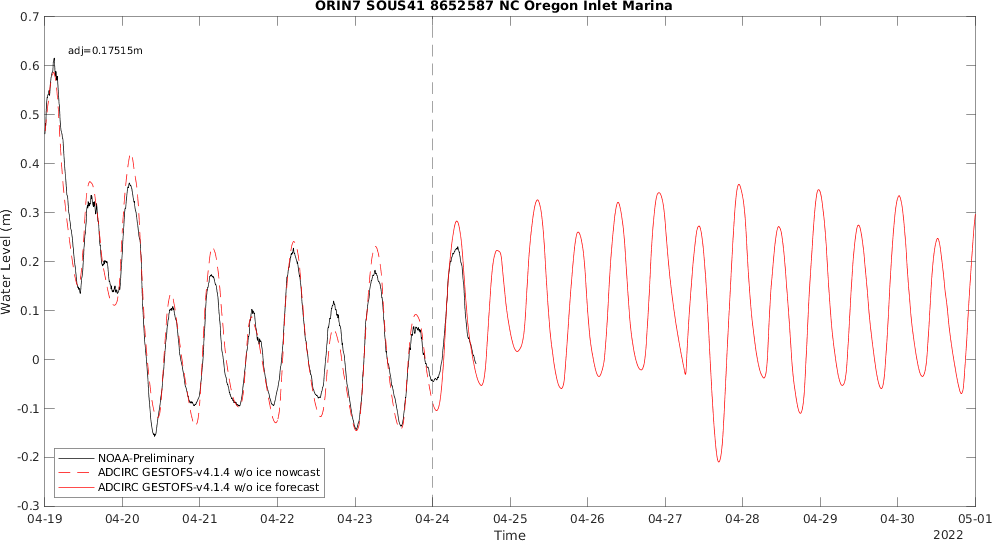 ORIN7 SOUS41 8652587 NC Oregon Inlet Marina
0.7
adj=0.17515m
0.6
0.5
0.4
0.3
0.2
0.1
0
-0.1
-0.2
-0.3
Water Level (m)
NOAA-Preliminary
ADCIRC GESTOFS-v4.1.4 w/o ice nowcast
ADCIRC GESTOFS-v4.1.4 w/o ice forecast
04-19 04-20 04-21 04-22 04-23 04-24 04-25 04-26 04-27 04-28 04-29 04-30 05-01
Time
2022